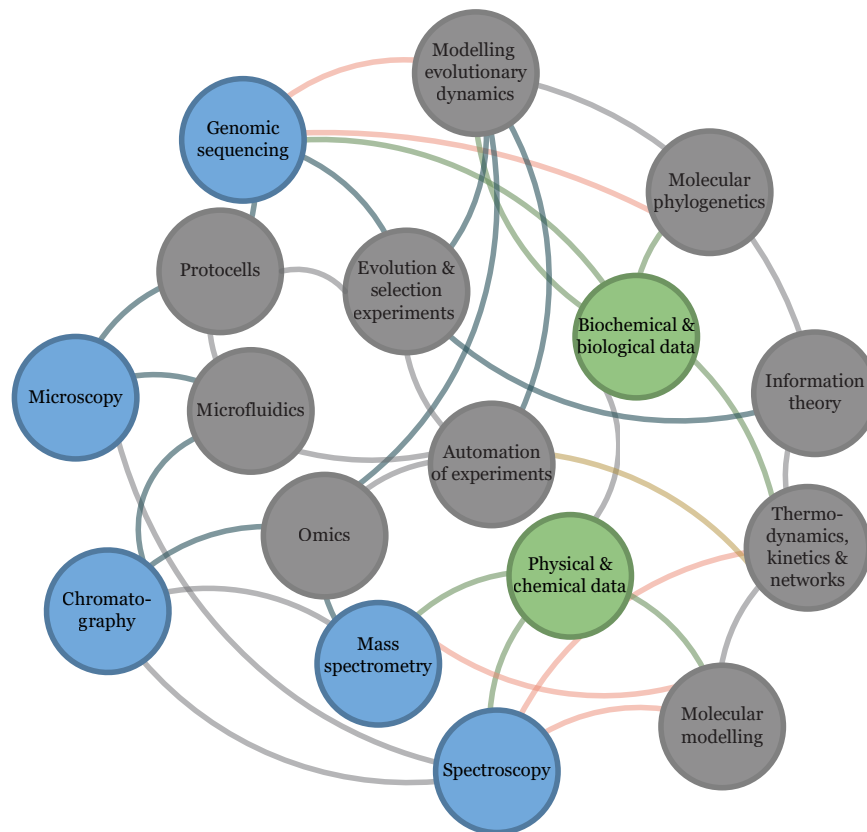 Modelling
evolutionary
dynamics
Genomic
sequencing
Molecular
phylogenetics
Protocells
Evolution &
selection
experiments
Biochemical &
biological data
Microscopy
Microfluidics
Information
theory
Automation
of experiments
Omics
Thermo-
dynamics,
kinetics &
networks
Physical &
chemical data
Chromato-
graphy
Mass
spectrometry
Molecular
modelling
Spectroscopy